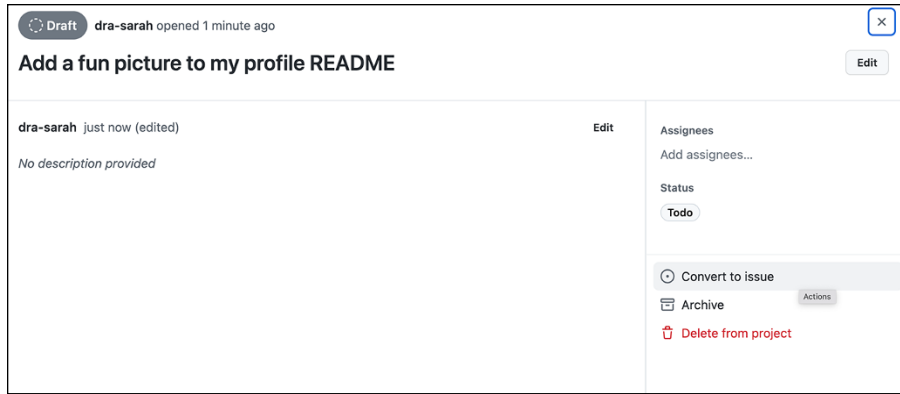 Draft dra-sarah opened 1 minute ago
Add a fun picture to my profile README
Edit
dra-sarah just now (edited)
Edit
No description provided
Assignees
Add assignees...
Status
Todo
Convert to issue
Actions
Archive
Delete from project